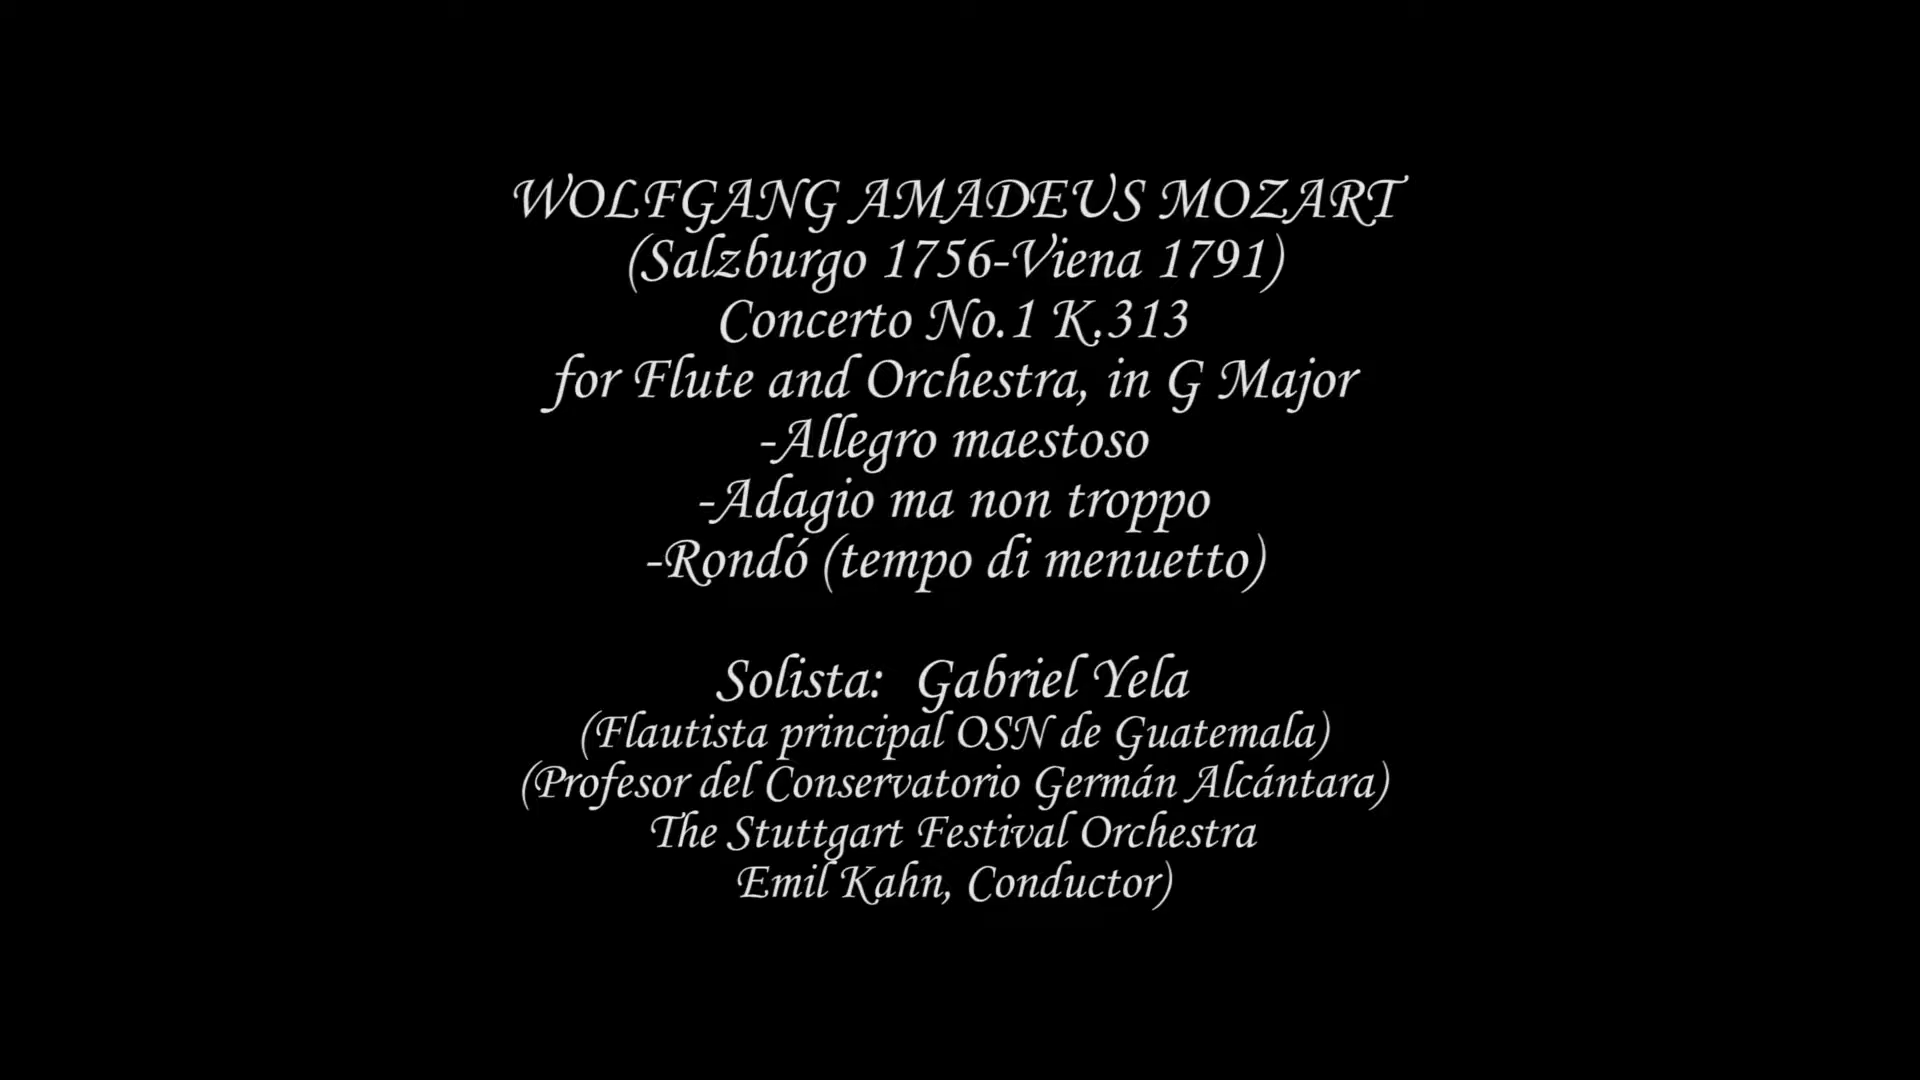 WOLFGANG AMADEUS MOZART
(Salzburgo 1756-Viena 1791)
Concerto No.1 K.313
for Flute and Orchestra, in G Major
-Allegro maestoso
-Adagio ma non troppo
-Rondó (tempo di menuetto)
Solista: Gabriel Yela
(Flautista principal OSN de Guatemala)
(Profesor del Conservatorio Germán Alcántara)
The Stuttgart Festival Orchestra
Emil Kahn, Conductor)